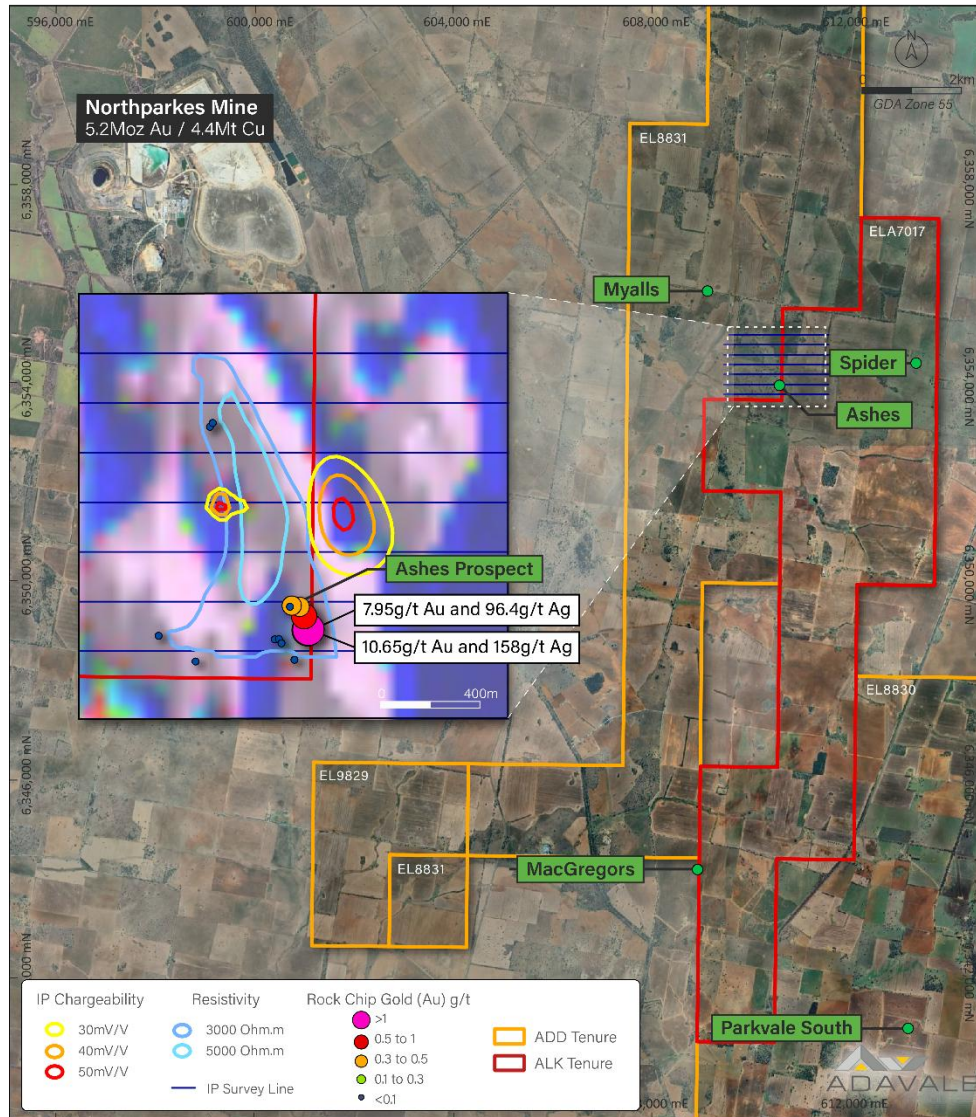 596,000 mE
600,000 mE
604,000 mE
608,000 mE
612,000 mE
N
2km
GDA Zone 55
Northparkes Mine
5.2Moz Au / 4.4Mt Cu
6,358,000 mN
6,358,000 mN
EL8831
ELA7017
Myalls
Spider
Ashes
6,354,000 mN
6,354,000 mN
Ashes Prospect
7.95g/t Au and 96.4g/t Ag
10.65g/t Au and 158g/t Ag
0
400m
6,350,000 mN
EL8830
6,346,000 mN
EL9829
EL8831
MacGregors
Parkvale South
IP Chargeability
30mV/V
40mV/V
50mV/V
Resistivity
3000 Ohm.m
5000 Ohm.m
IP Survey Line
Rock Chip Gold (Au) g/t
>1
0.5 to 1
0.3 to 0.5
0.1 to 0.3
<0.1
ADD Tenure
ALK Tenure
ADAVALE
612,000 mE